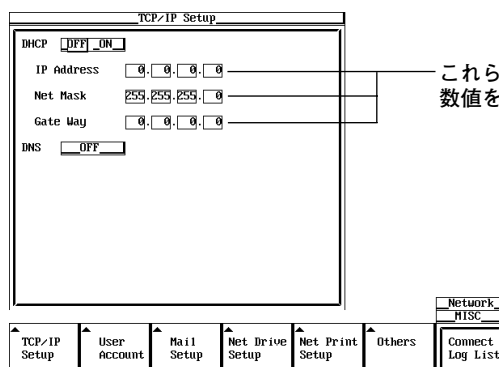 TCP/IP Setup
DHCP OFF ON
IP Address 0. 0. 0. 0
Net Mask 255.255.255. 0
Gate Way 0. 0. 0. 0
DNS OFF
これら
数値を
Network
MISC
TCP/IP Setup
User Account
Mail Setup
Net Drive Setup
Net Print Setup
Others
Connect Log List